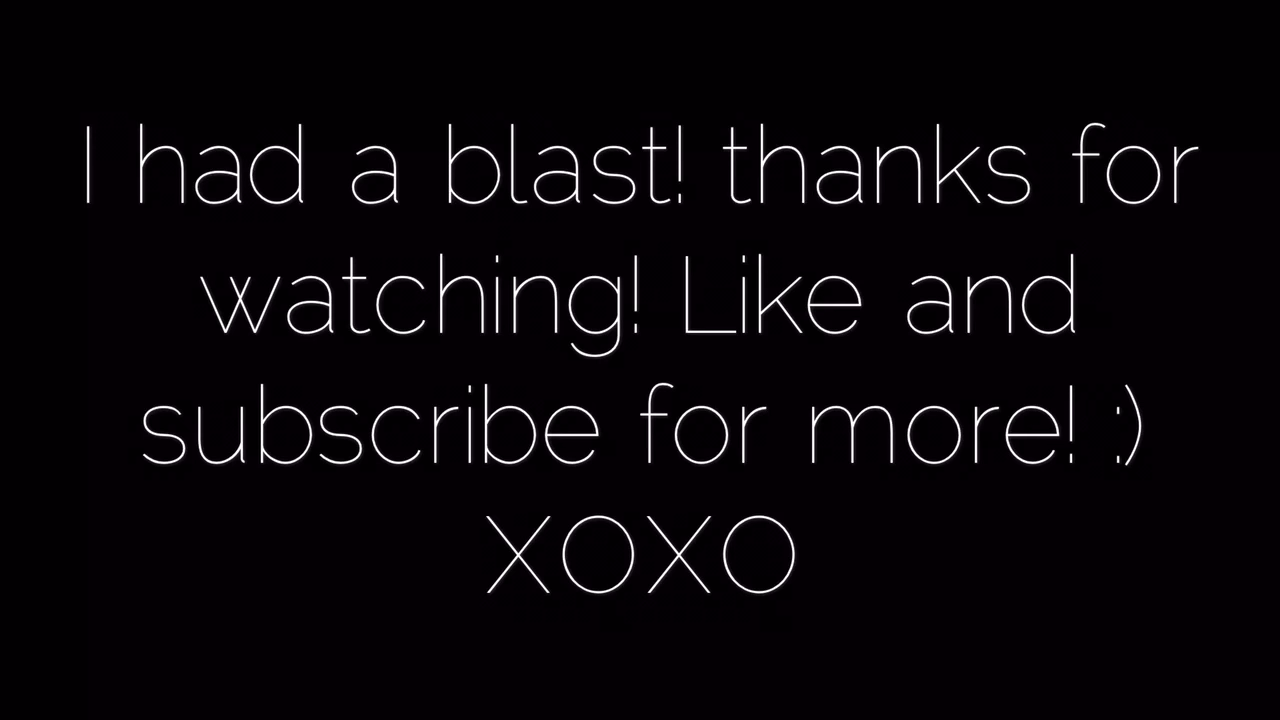 I had a blast! thanks for
watching! Like and
subscribe for more! :)
XOXO